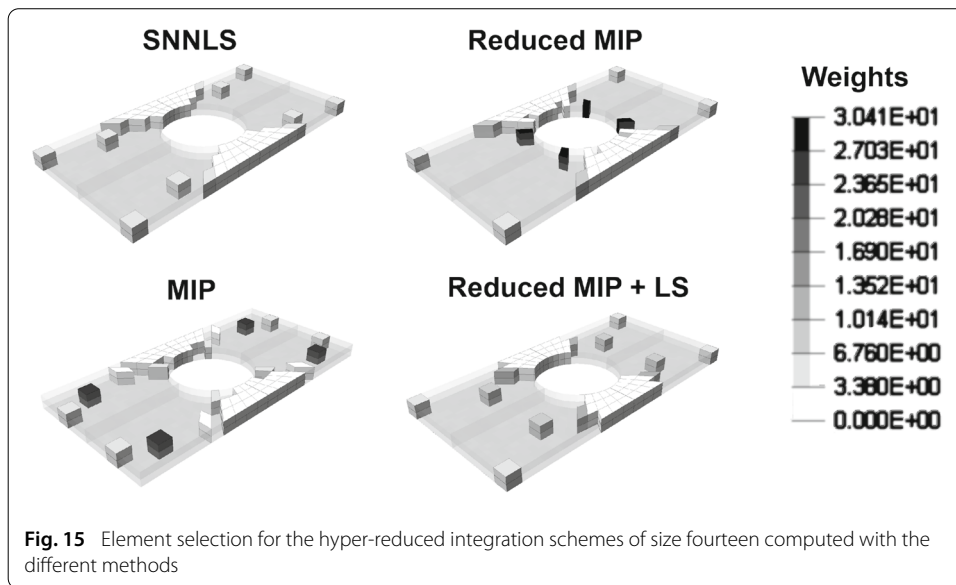 SNNLS
Reduced MIP
MIP
Reduced MIP + LS
Weights
3.041E+01
2.703E+01
2.365E+01
2.028E+01
1.690E+01
1.352E+01
1.014E+01
6.760E+00
3.380E+00
0.000E+00
Fig. 15 Element selection for the hyper-reduced integration schemes of size fourteen computed with the
different methods